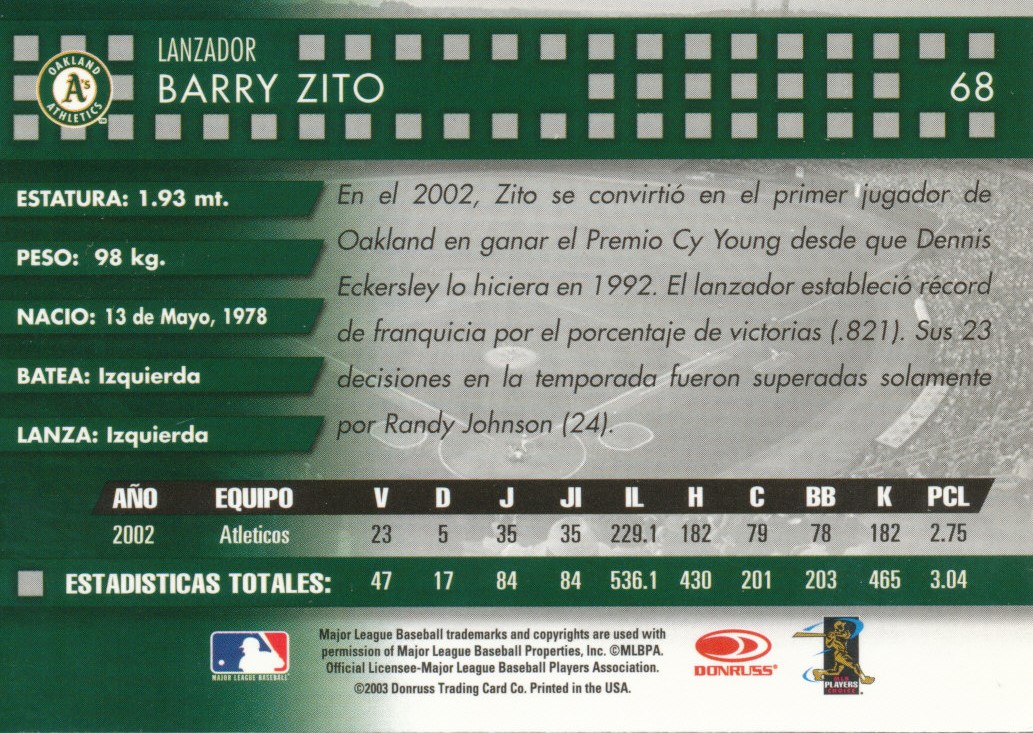 LANZADOR
BARRY ZITO
68
OAKLAND
A's
ATHLETICS
ESTATURA: 1.93 mt.
PESO: 98 kg.
NACIO: 13 de Mayo, 1978
BATEA: Izquierda
LANZA: Izquierda
En el 2002, Zito se convirtió en el primer jugador de
Oakland en ganar el Premio Cy Young desde que Dennis
Eckersley lo hiciera en 1992. El lanzador estableció récord
de franquicia por el porcentaje de victorias (.821). Sus 23
decisiones en la temporada fueron superadas solamente
por Randy Johnson (24).
AÑO EQUIPO V D J JI IL H C BB K PCL
2002 Atleticos 23 5 35 35 229.1 182 79 78 182 2.75
ESTADISTICAS TOTALES: 47 17 84 84 536.1 430 201 203 465 3.04
MAJOR LEAGUE BASEBALL
Major League Baseball trademarks and copyrights are used with
permission of Major League Baseball Properties, Inc. ©MLBPA.
Official Licensee-Major League Baseball Players Association.
©2003 Donruss Trading Card Co. Printed in the USA.
DONRUSS
MLB
PLAYERS
CHOICE